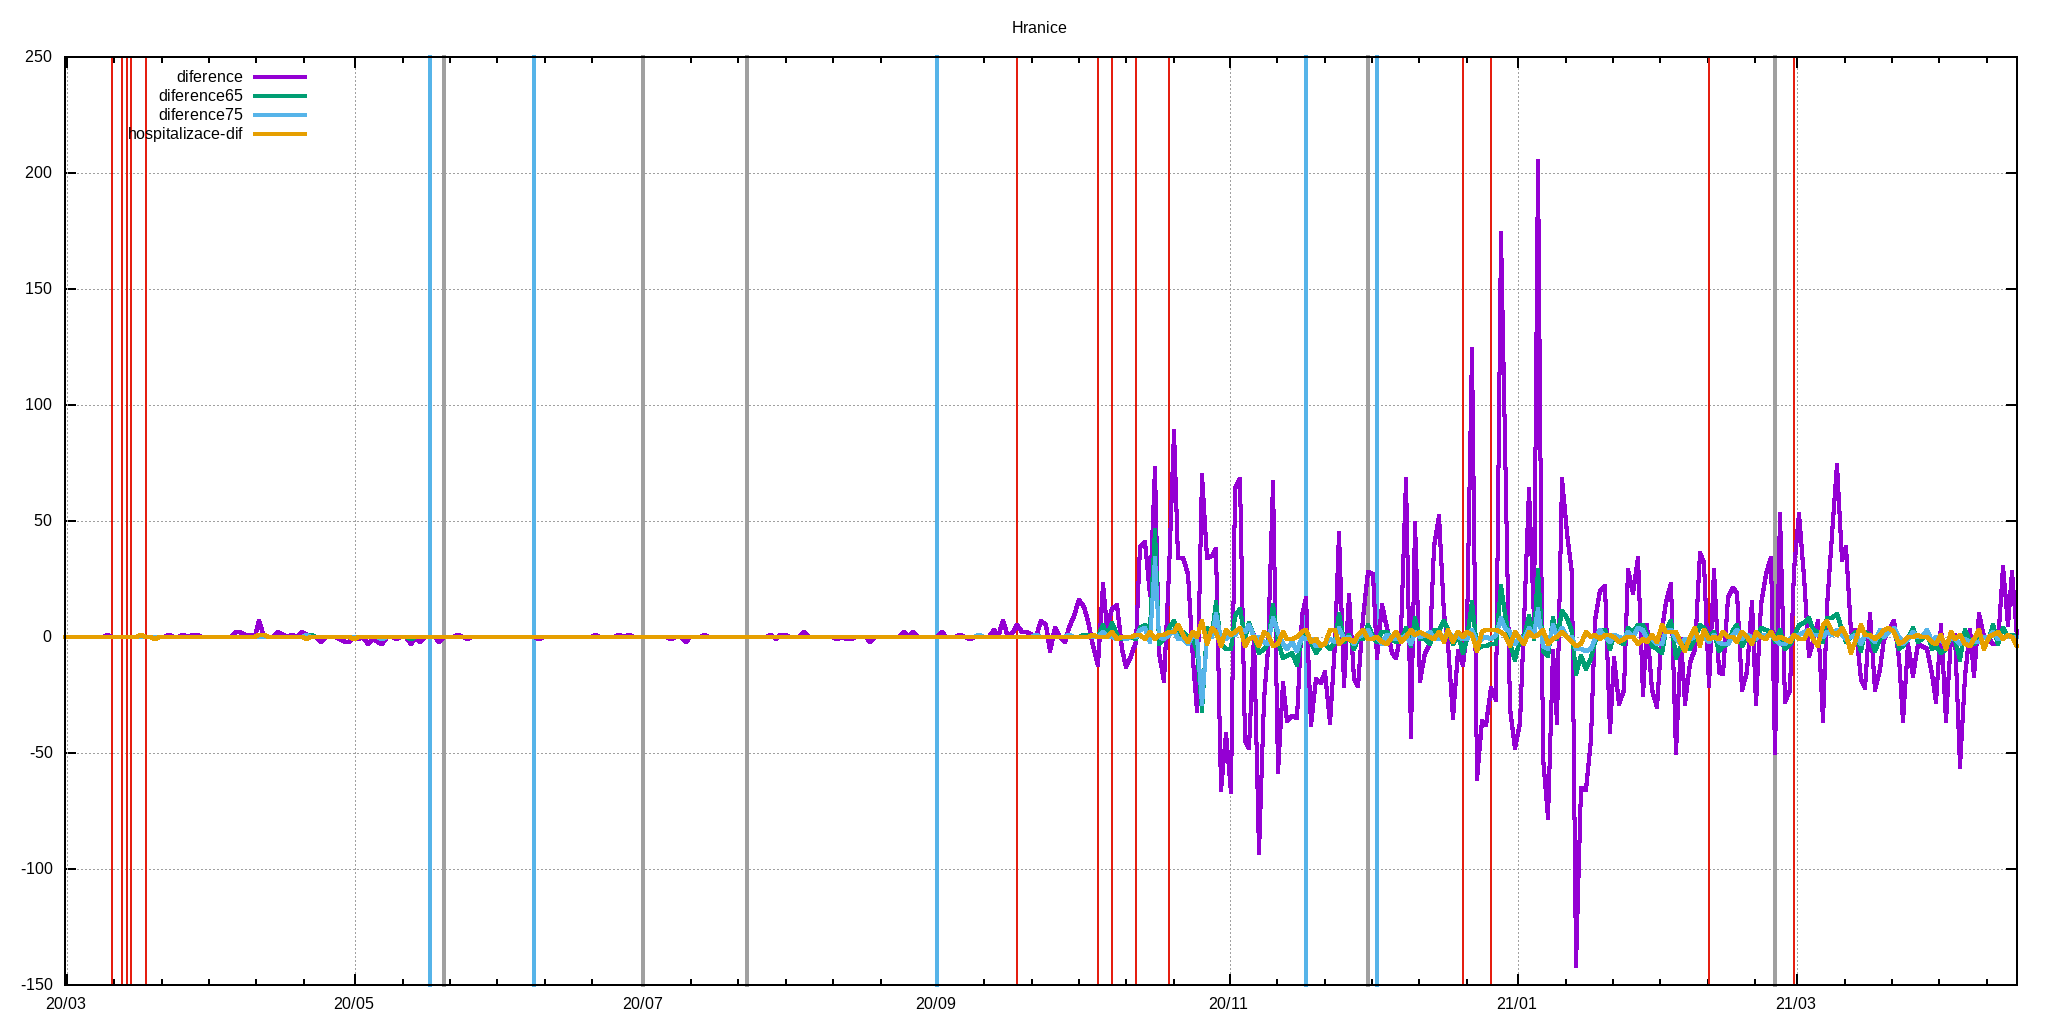 Hranice
250
200
150
100
50
0
-50
-100
-150
diference
diference65
diference75
hospitalizace-dif
20/03 20/05 20/07 20/09 20/11 21/01 21/03